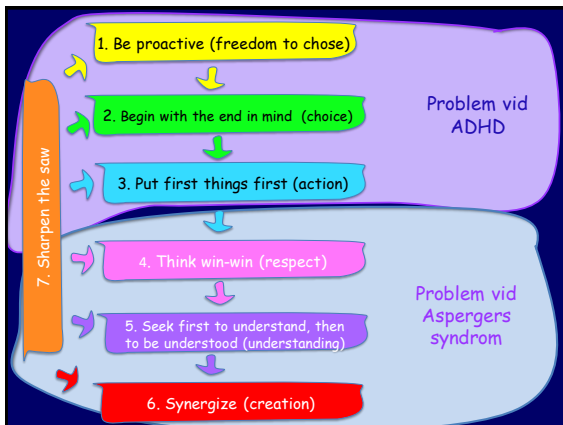 1. Be proactive (freedom to chose)
2. Begin with the end in mind (choice)
3. Put first things first (action)
Problem vid
ADHD
7. Sharpen the saw
4. Think win-win (respect)
5. Seek first to understand, then
to be understood (understanding)
6. Synergize (creation)
Problem vid
Aspergers
syndrom